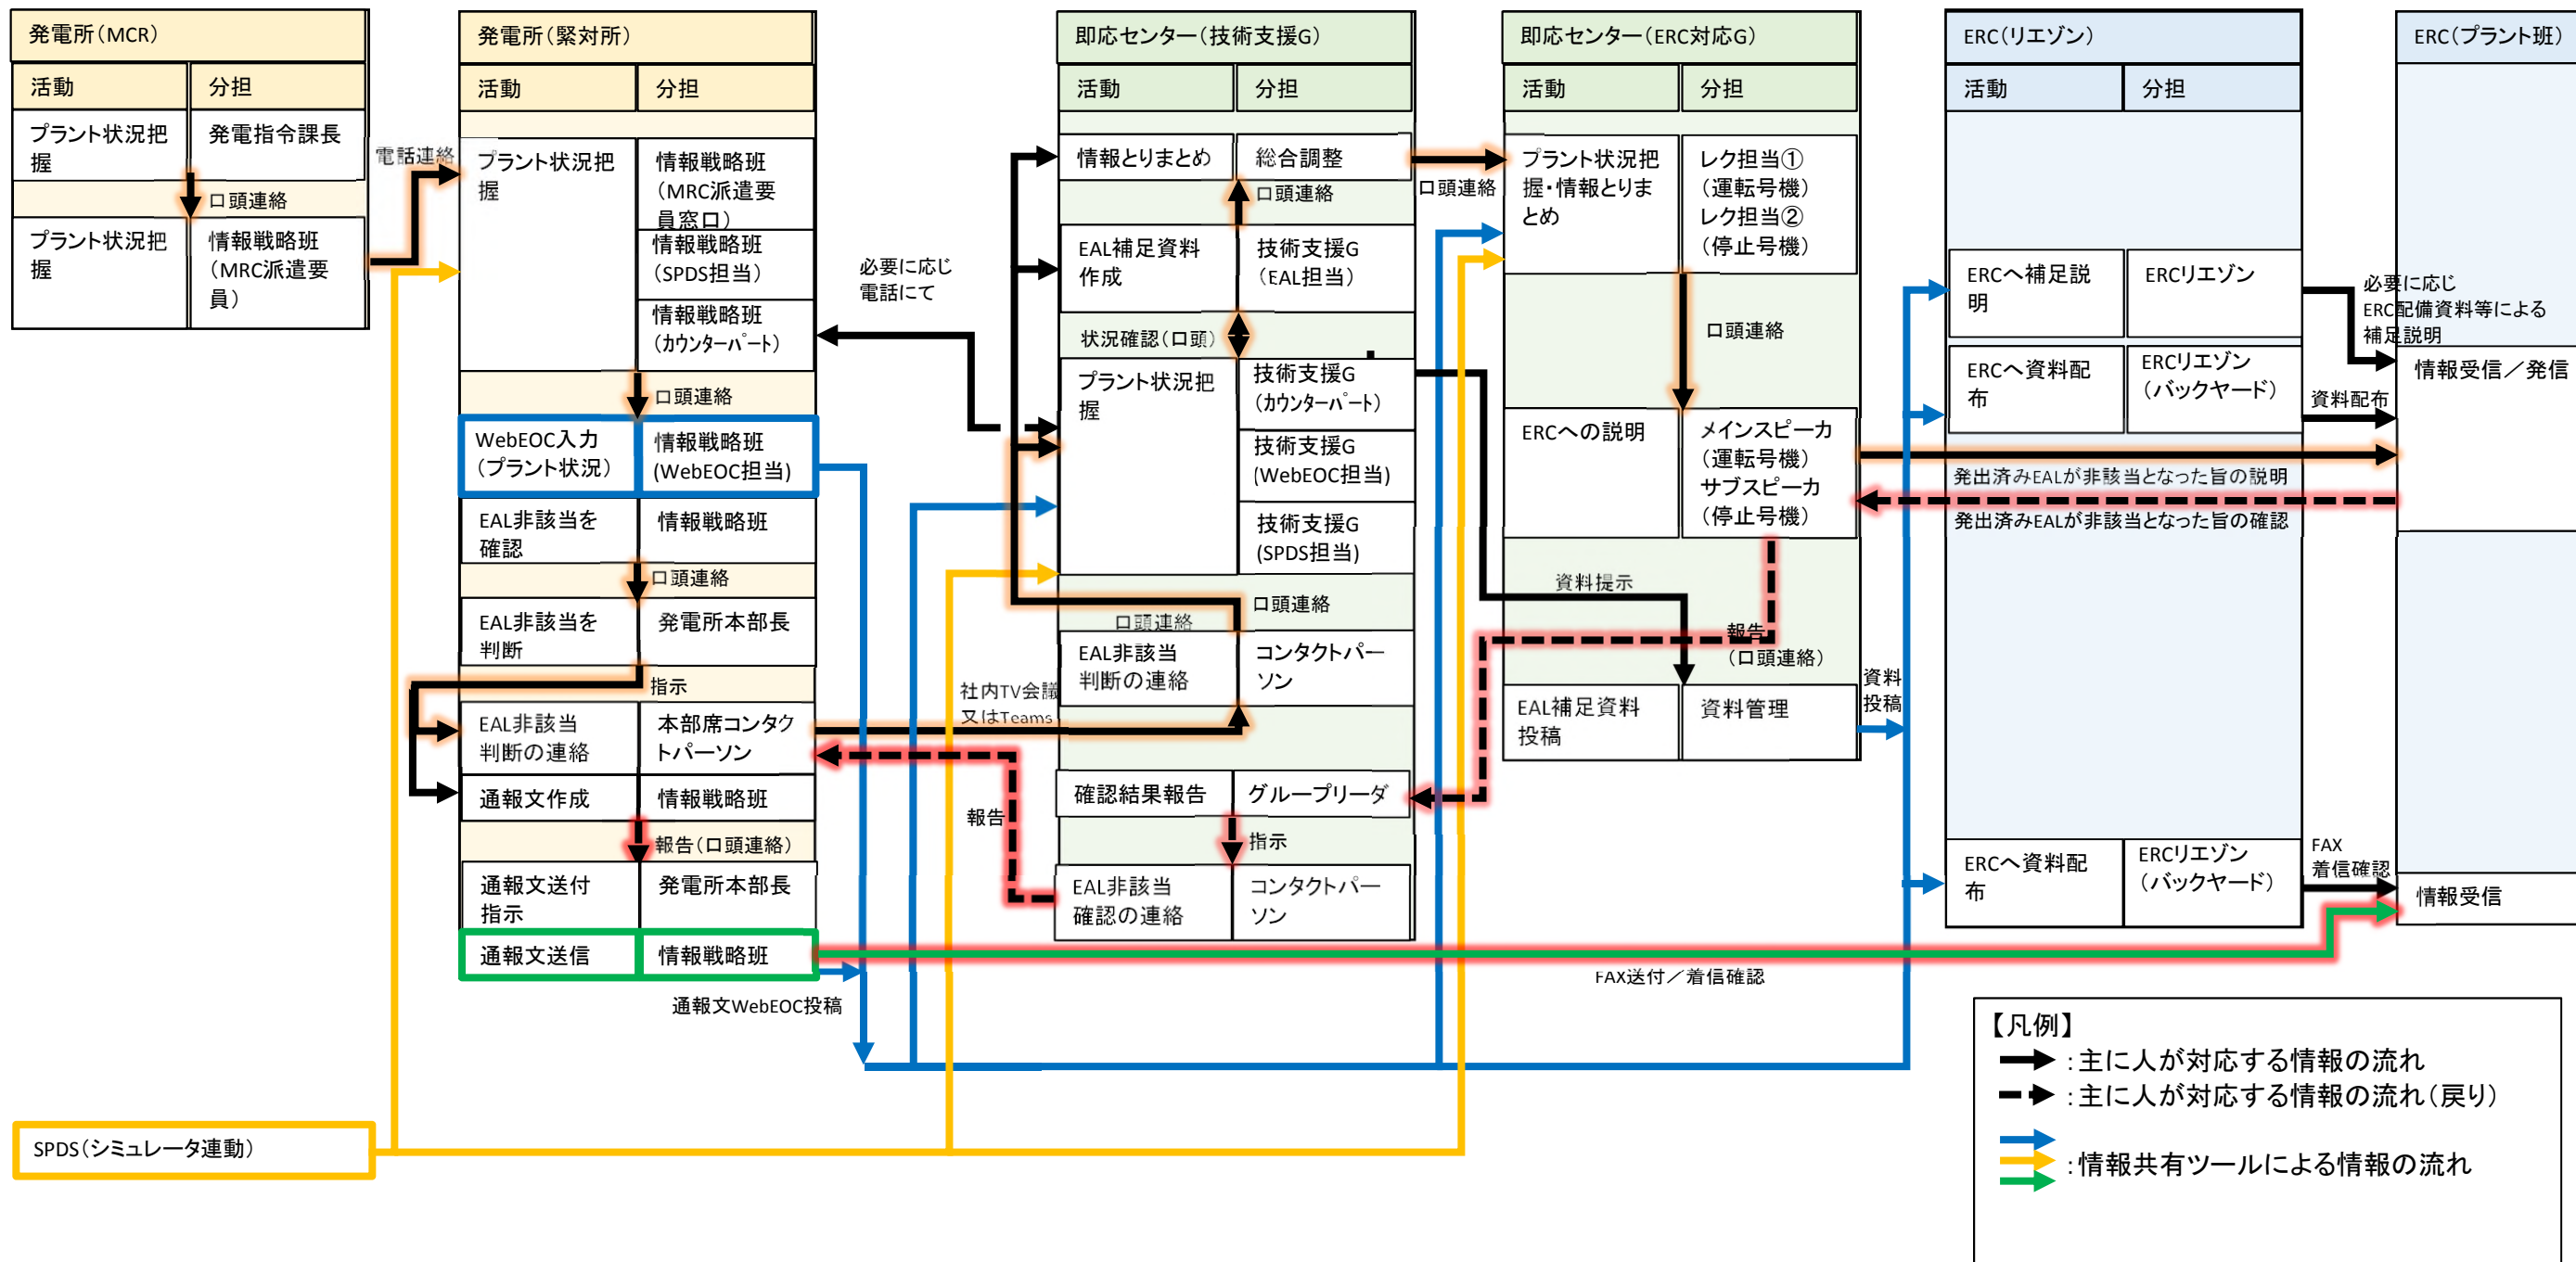 発電所(MCR)
活動
分担
プラント状況把
握
発電指令課長
口頭連絡
プラント状況把
握
情報戦略班
(MRC派遣要
員)
電話連絡
発電所(緊対所)
活動
分担
プラント状況把
握
情報戦略班
(MRC派遣要
員窓口)
情報戦略班
(SPDS担当)
情報戦略班
(カウンターパート)
口頭連絡
WebEOC入力
(プラント状況)
情報戦略班
(WebEOC担当)
EAL非該当を
確認
情報戦略班
口頭連絡
EAL非該当を
判断
発電所本部長
指示
EAL非該当
判断の連絡
本部席コンタク
トパーソン
通報文作成
情報戦略班
報告(口頭連絡)
通報文送付
指示
発電所本部長
通報文送信
情報戦略班
通報文WebEOC投稿
必要に応じ
電話にて
社内TV会議
又はTeams
報告
即応センター(技術支援G)
活動
分担
情報とりまとめ
総合調整
口頭連絡
EAL補足資料
作成
技術支援G
(EAL担当)
状況確認(口頭)
プラント状況把
握
技術支援G
(カウンターパート)
技術支援G
(WebEOC担当)
技術支援G
(SPDS担当)
口頭連絡
口頭連絡
EAL非該当
判断の連絡
コンタクトパー
ソン
確認結果報告
グループリーダ
指示
EAL非該当
確認の連絡
コンタクトパー
ソン
口頭連絡
即応センター(ERC対応G)
活動
分担
プラント状況把
握・情報とりま
とめ
レク担当①
(運転号機)
レク担当②
(停止号機)
口頭連絡
ERCへの説明
メインスピーカ
(運転号機)
サブスピーカ
(停止号機)
資料提示
報告
(口頭連絡)
EAL補足資料
投稿
資料管理
資料
投稿
ERC(リエゾン)
活動
分担
ERCへ補足説
明
ERCリエゾン
ERCへ資料配
布
ERCリエゾン
(バックヤード)
発出済みEALが非該当となった旨の説明
発出済みEALが非該当となった旨の確認
ERCへ資料配
布
ERCリエゾン
(バックヤード)
必要に応じ
ERC配備資料等による
補足説明
資料配布
FAX
着信確認
ERC(プラント班)
情報受信/発信
情報受信
FAX送付/着信確認
SPDS(シミュレータ連動)
【凡例】
:主に人が対応する情報の流れ
:主に人が対応する情報の流れ(戻り)
:情報共有ツールによる情報の流れ